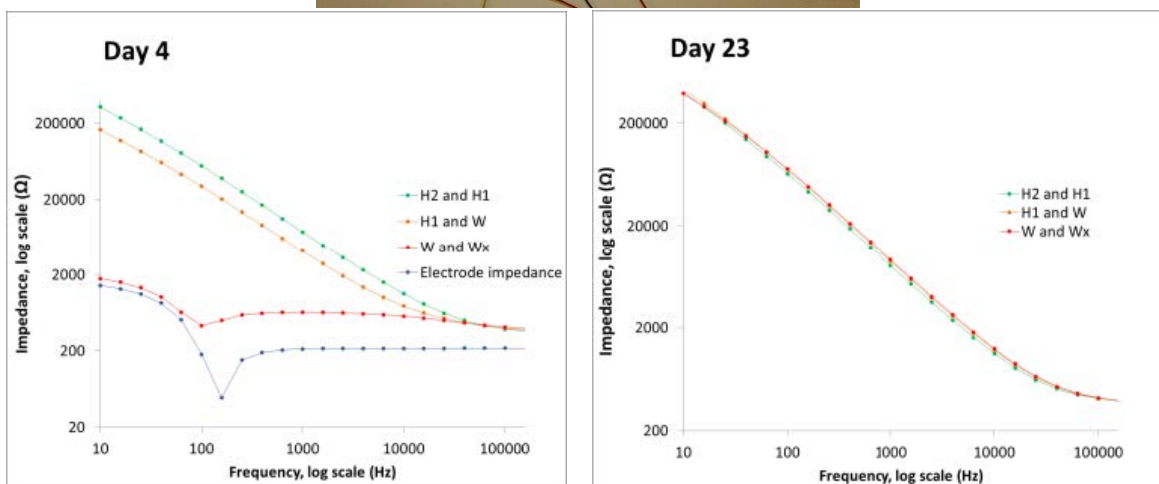 Day 4
200000
20000
2000
200
20
10
100
1000
10000
100000
Impedance, log scale (Ω)
Frequency, log scale (Hz)
H2 and H1
H1 and W
W and Wx
Electrode impedance
Day 23
200000
20000
2000
200
10
100
1000
10000
100000
Impedance, log scale (Ω)
Frequency, log scale (Hz)
H2 and H1
H1 and W
W and Wx